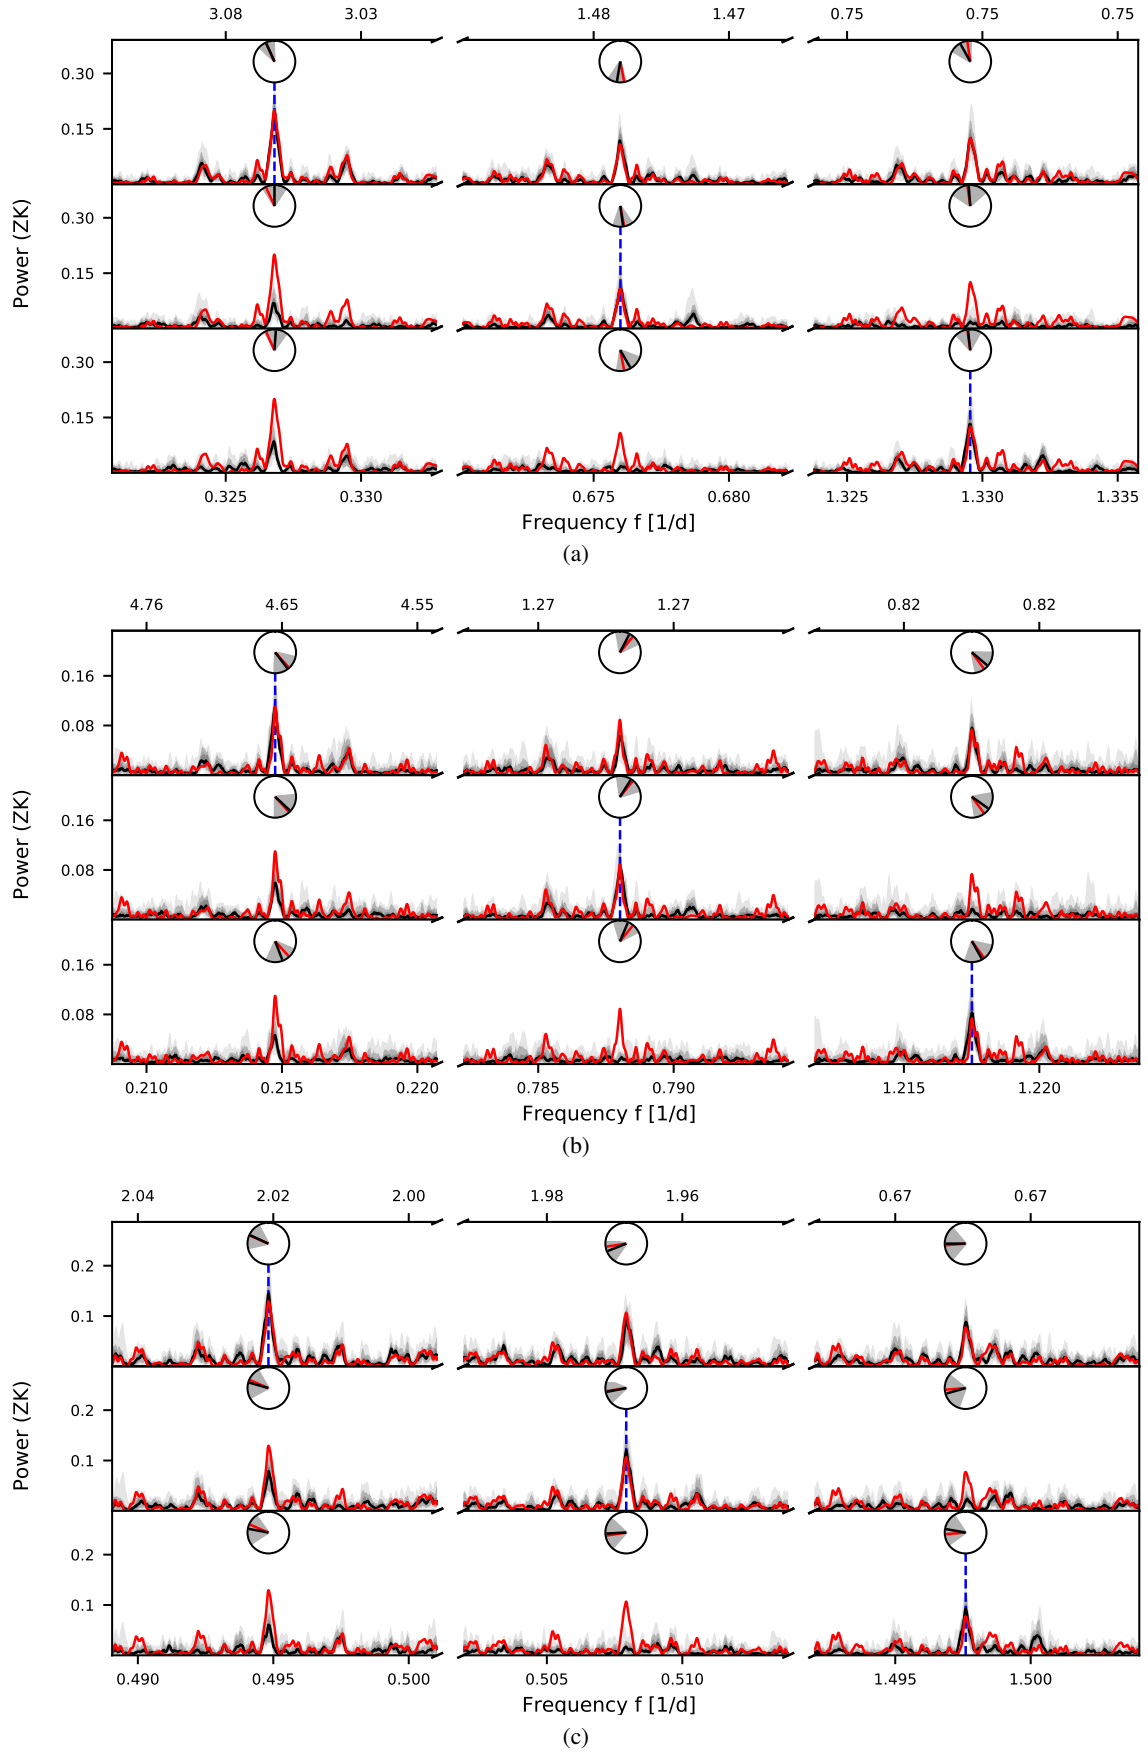 3.08 3.03 1.48 1.47 0.75 0.75 0.75
0.30
0.15
0.30
0.15
0.30
0.15
Power (ZK)
0.325 0.330 0.675 0.680 1.325 1.330 1.335
Frequency f [1/d]
(a)
4.76 4.65 4.55 1.27 1.27 0.82 0.82
0.16
0.08
0.16
0.08
0.16
0.08
Power (ZK)
0.210 0.215 0.220 0.785 0.790 1.215 1.220
Frequency f [1/d]
(b)
2.04 2.02 2.00 1.98 1.96 0.67 0.67
0.2
0.1
0.2
0.1
0.2
0.1
Power (ZK)
0.490 0.495 0.500 0.505 0.510 1.495 1.500
Frequency f [1/d]
(c)